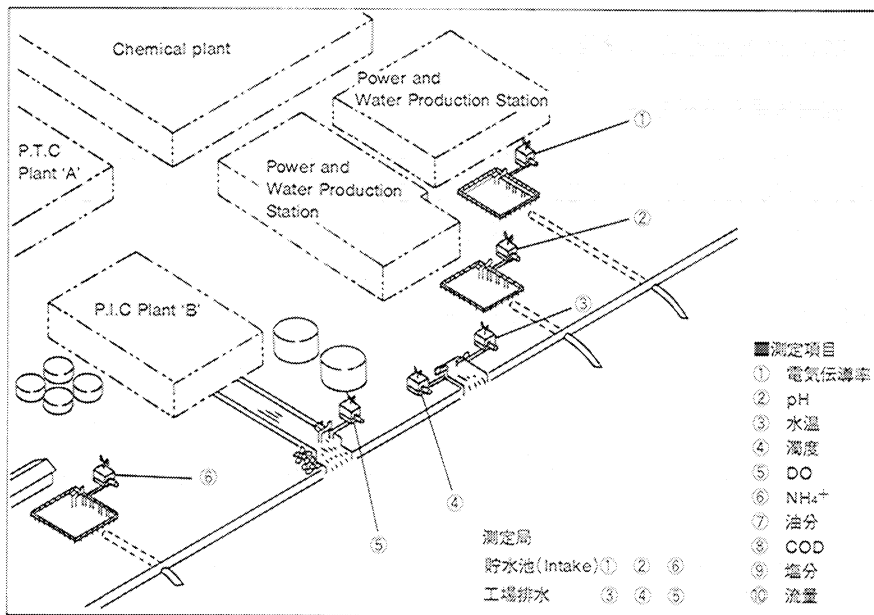 Chemical plant
Power and
Water Production Station
①
P.T.C
Plant 'A'
Power and
Water Production
Station
②
P.I.C Plant 'B'
③
⑥
④
⑤
■測定項目
① 電気伝導率
② pH
③ 水温
④ 濁度
⑤ DO
⑥ NH₄⁺
⑦ 油分
⑧ COD
⑨ 塩分
⑩ 流量
測定局
貯水池(Intake) ① ② ⑥
工場排水 ③ ④ ⑤